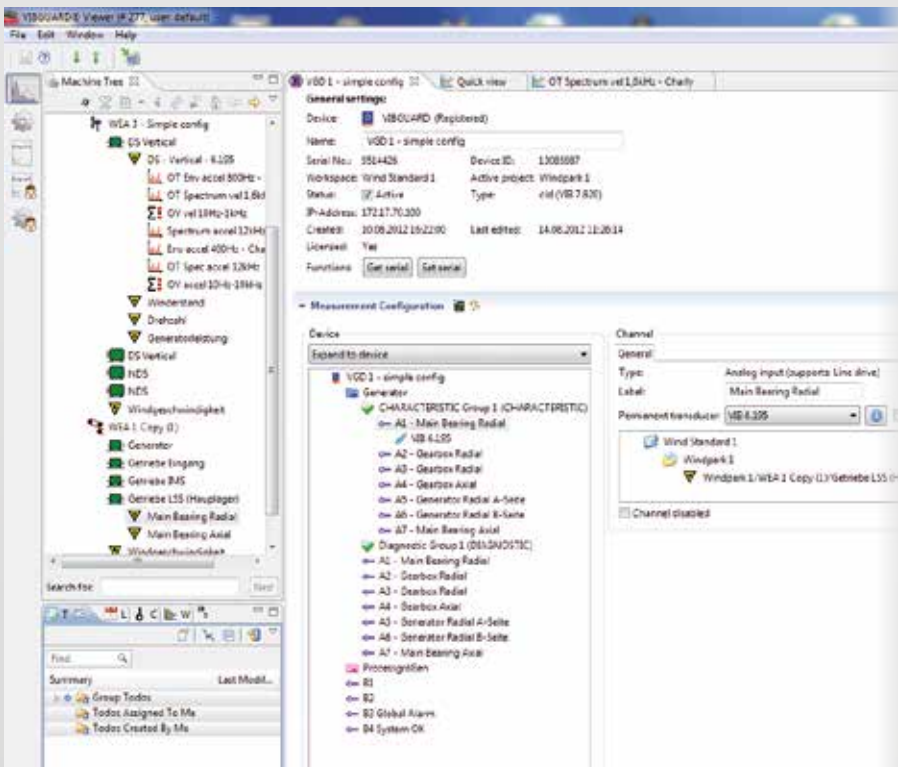 VIBGUARD® Viewer (# 277, user default)
File Edit Window Help
Machine Tree
WEA 3 - Simple config
DS Vertical
DS - Vertical - 6.195
OT Env accel 800Hz -
OT Spectrum vel 1,6kH
OV vel 10Hz-1kHz
Spectrum accel 12kHz
Env accel 400Hz - Cha
OT Spec accel 12kHz
OV accel 10Hz-19kHz
Widerstand
Drehzahl
Generatorleistung
DS Vertical
NDS
NDS
Windgeschwindigkeit
WEA 1 Copy (1)
Generator
Getriebe Eingang
Getriebe IMS
Getriebe LSS (Hauplager)
Main Bearing Radial
Main Bearing Axial
Windgeschwindigkeit
Search for:
Next
T L C W
Find
Summary Last Modif...
Group Todos
Todos Assigned To Me
Todos Created By Me
VGD 1 - simple config
Quick view
OT Spectrum vel 1,6kHz - Charly
General settings:
Device VIBGUARD (Registered)
Name: VGD 1 - simple config
Serial No.: Device ID:
Workspace: Wind Standard 1 Active project: Windpark 1
Status: Active Type: old (VIB 7.820)
IP-Address: 172.17.70.200
Created: 10.08.2012 16:22:00 Last edited: 14.08.2012
Licensed: Yes
Functions Get serial Set serial
Measurement Configuration
Device
Expand to device
VGD 1 - simple config
Generator
CHARACTERISTIC Group 1 (CHARACTERISTIC)
A1 - Main Bearing Radial
VIB 6.195
A2 - Gearbox Radial
A3 - Gearbox Radial
A4 - Gearbox Axial
A5 - Generator Radial A-Seite
A6 - Generator Radial B-Seite
A7 - Main Bearing Axial
Diagnostic Group 1 (DIAGNOSTIC)
A1 - Main Bearing Radial
A2 - Gearbox Radial
A3 - Gearbox Radial
A4 - Gearbox Axial
A5 - Generator Radial A-Seite
A6 - Generator Radial B-Seite
A7 - Main Bearing Axial
Prozessgrößen
B1
B2
B3 Global Alarm
B4 System OK
Channel
General
Type: Analog input (supports Line drive)
Label: Main Bearing Radial
Permanent transducer VIB 6.195
Wind Standard 1
Windpark 1
Windpark 1/WEA 1 Copy (1)/Getriebe LSS (H
Channel disabled